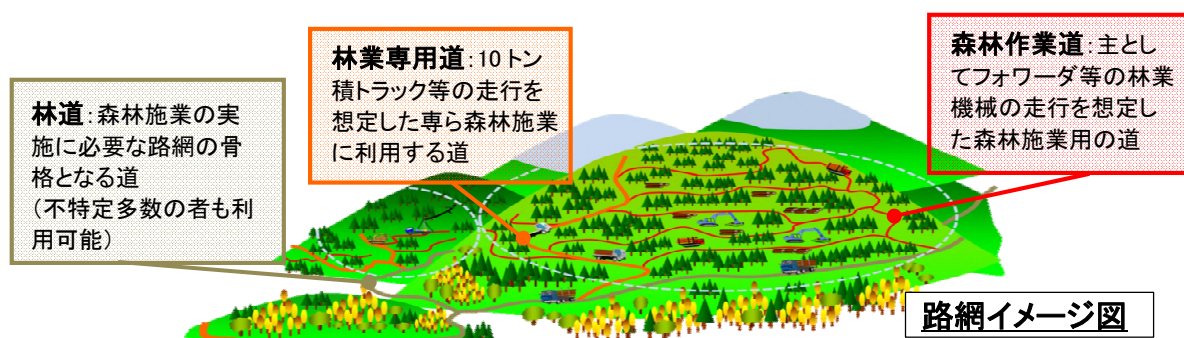 林道：森林施業の実
施に必要な路網の骨
格となる道
（不特定多数の者も利
用可能）
林業専用道：10トン
積トラック等の走行を
想定した専ら森林施業
に利用する道
森林作業道：主とし
てフォワーダ等の林業
機械の走行を想定し
た森林施業用の道
路網イメージ図